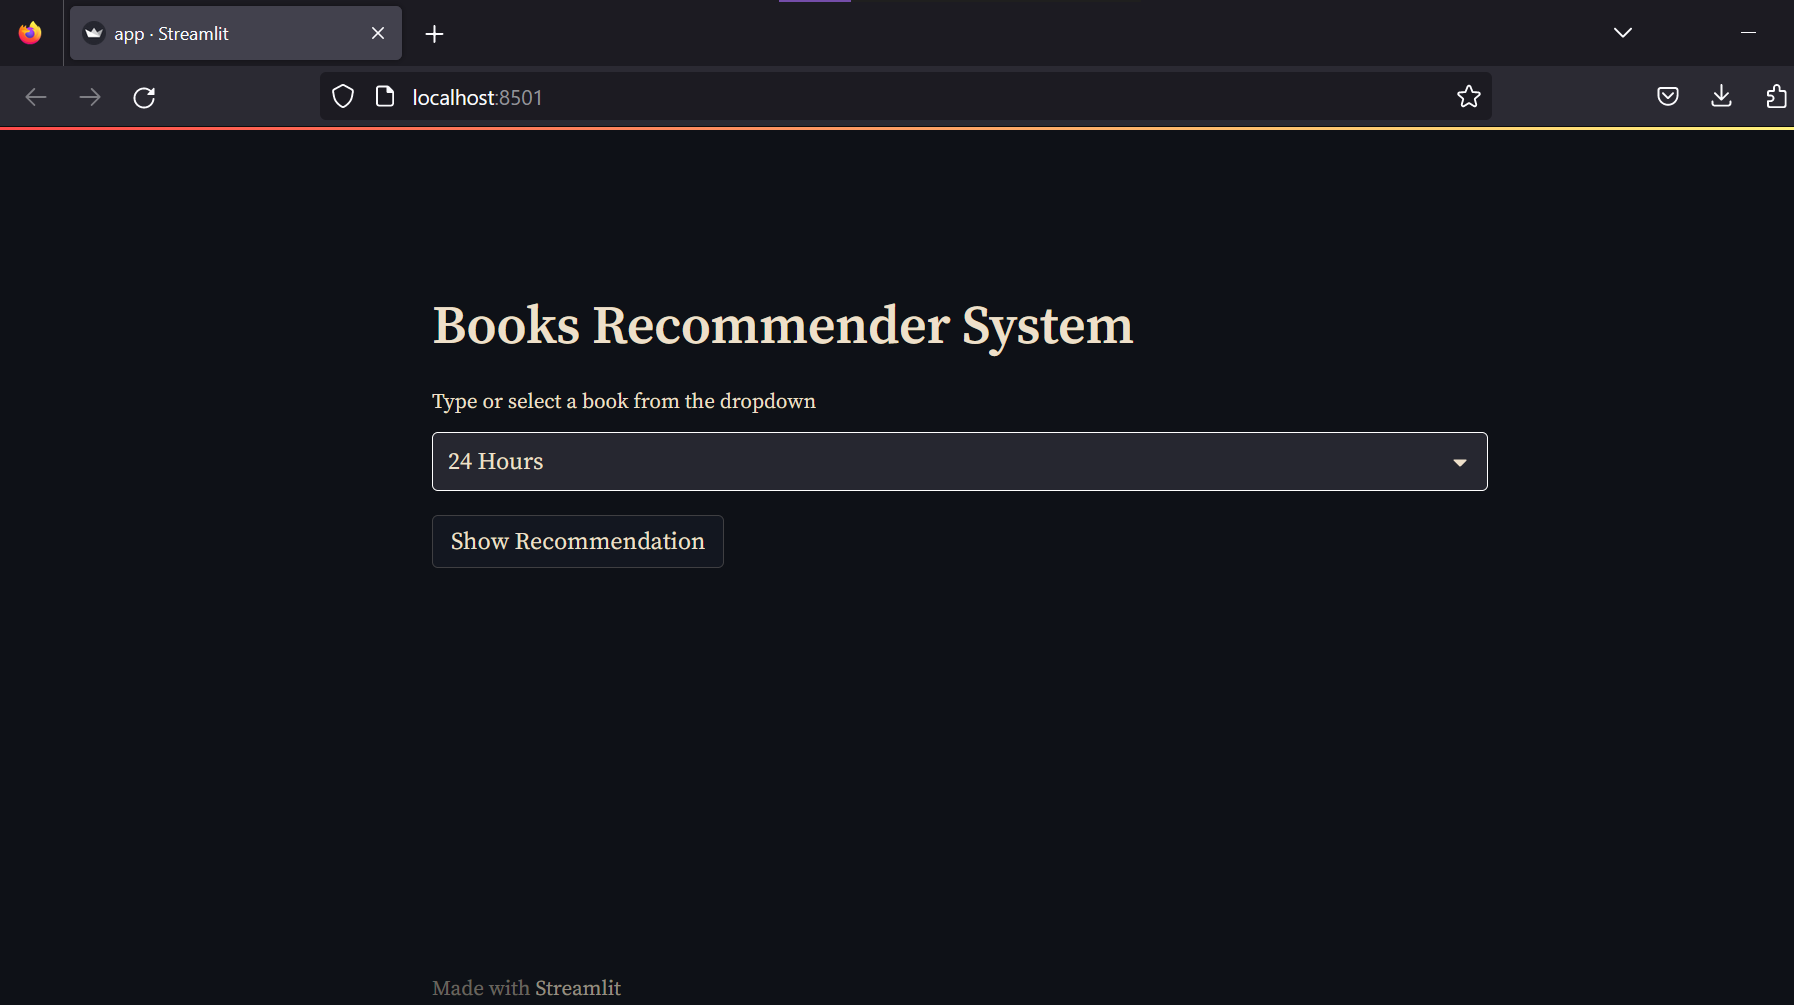 app · Streamlit
localhost:8501
Books Recommender System
Type or select a book from the dropdown
24 Hours
Show Recommendation
Made with Streamlit